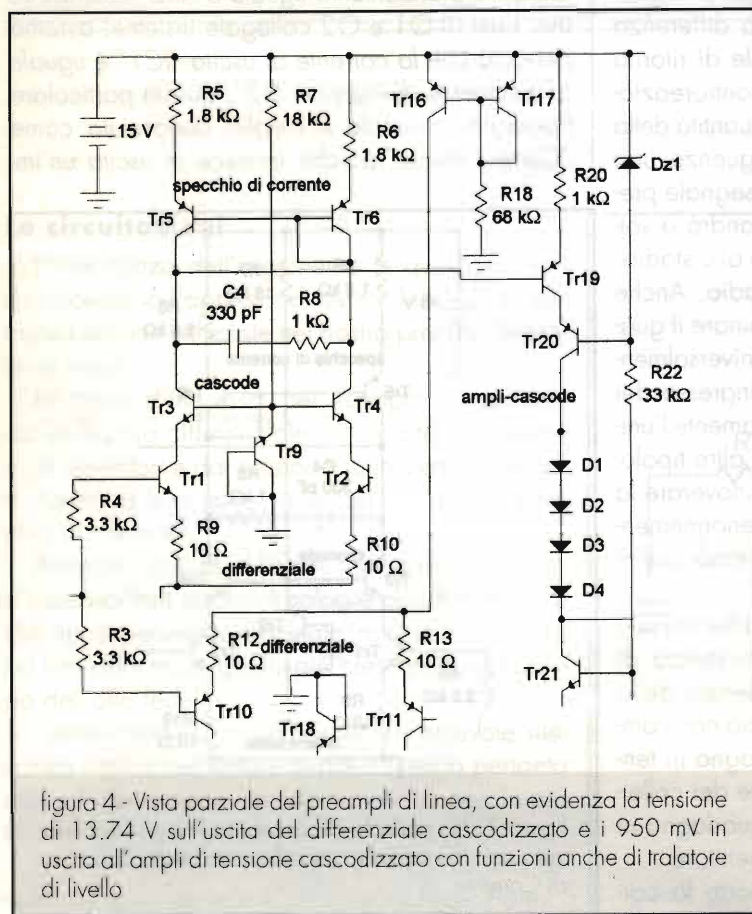 R5
1.8 kΩ
R7
18 kΩ
R6
1.8 kΩ
15 V
specchio di corrente
Tr5
Tr6
Tr16
Tr17
R18
68 kΩ
R20
1 kΩ
Dz1
C4
330 pF
R8
1 kΩ
Tr19
Tr20
cascode
ampli-cascode
R22
33 kΩ
Tr3
Tr4
Tr9
Tr1
Tr2
R4
3.3 kΩ
R9
10 Ω
R10
10 Ω
differenziale
D1
D2
D3
D4
R3
3.3 kΩ
R12
10 Ω
differenziale
R13
10 Ω
Tr10
Tr18
Tr11
Tr21
figura 4 - Vista parziale del preampli di linea, con evidenza la tensione
di 13.74 V sull'uscita del differenziale cascodizzato e i 950 mV in
uscita all'ampli di tensione cascodizzato con funzioni anche di tralatore
di livello